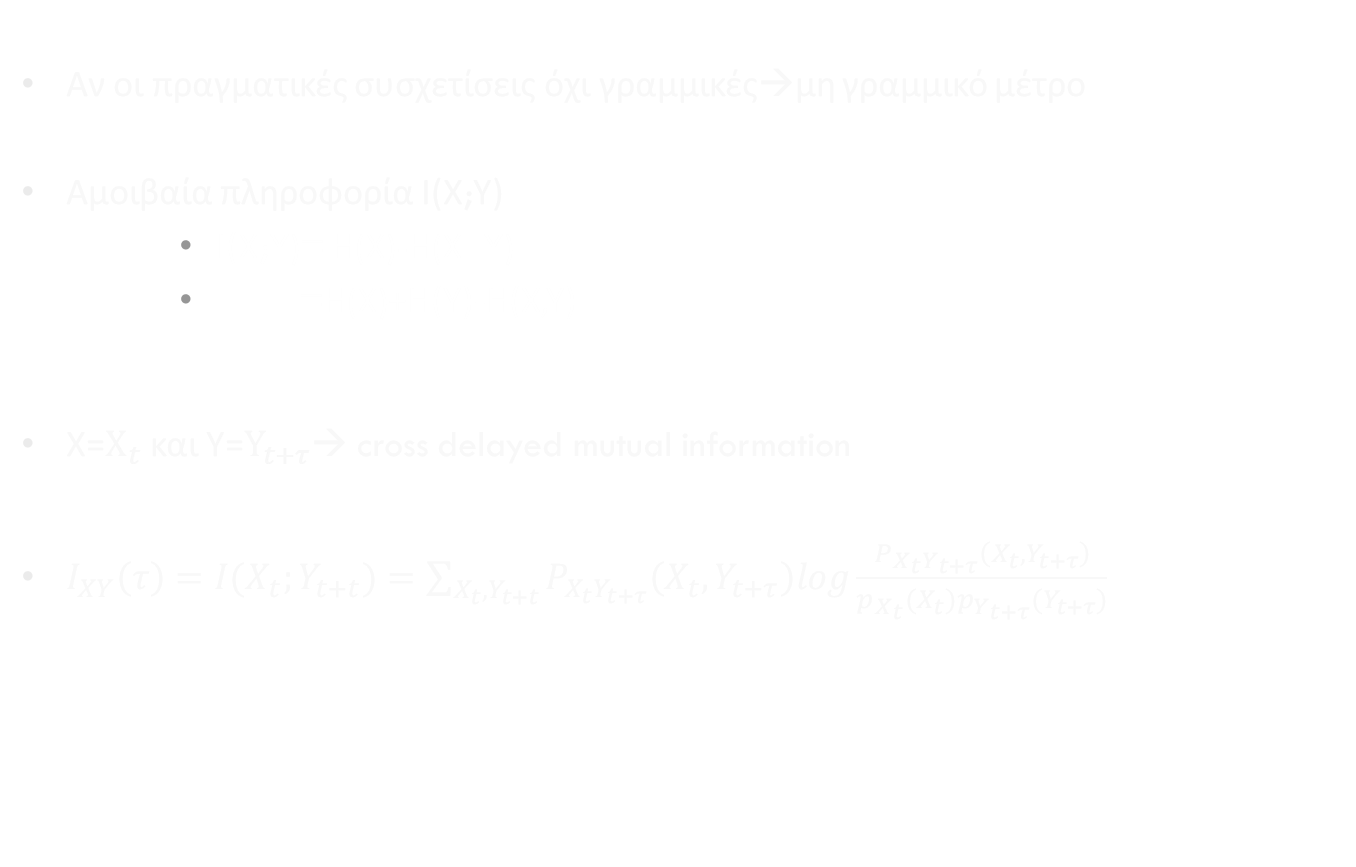 • Αν οι πραγματικές συσχετίσεις όχι γραμμικές→μη γραμμικό μέτρο
• Αμοιβαία πληροφορία I(X;Y)
•
•
• X=X_t και Y=Y_{t+τ}→ cross delayed mutual information
• I_{XY}(τ) = I(X_t; Y_{t+t}) = ∑_{X_t,Y_{t+t}} P_{X_tY_{t+τ}}(X_t, Y_{t+τ})log \frac{P_{X_tY_{t+τ}}(X_t,Y_{t+τ})}{p_{X_t}(X_t)p_{Y_{t+τ}}(Y_{t+τ})}